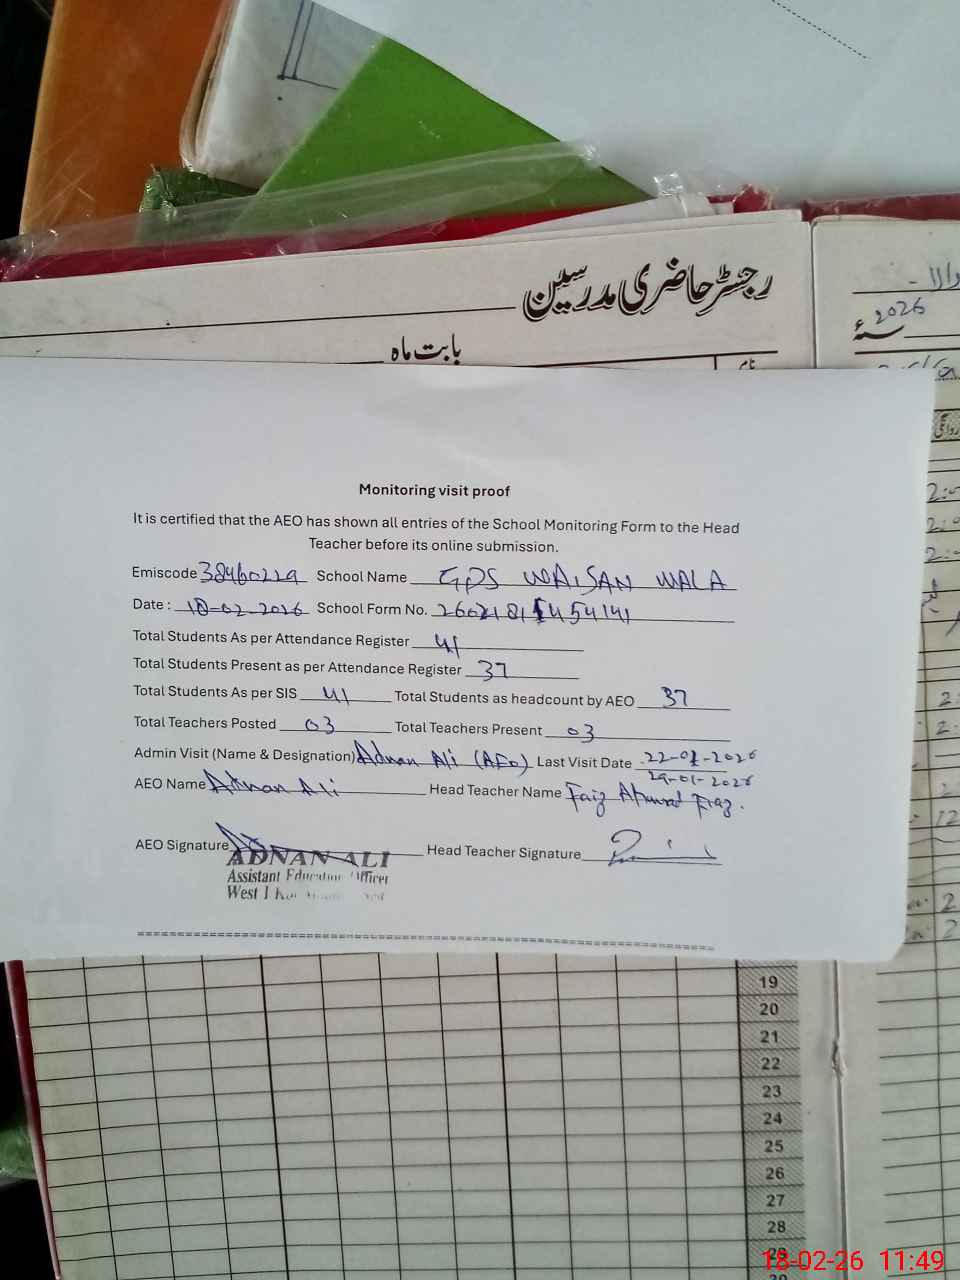 رجسٹر حاضری مدرسین
والا -
2026
سنۂ
بابت ماہ
نام
روانگی
Monitoring visit proof
It is certified that the AEO has shown all entries of the School Monitoring Form to the Head
Teacher before its online submission.
Emiscode 38460229 School Name GPS WAISAN WALA
Date: 18-02-2026 School Form No.
Total Students As per Attendance Register 41
Total Students Present as per Attendance Register 37
Total Students As per SIS 41 Total Students as headcount by AEO 37
Total Teachers Posted 03 Total Teachers Present 03
Admin Visit (Name & Designation) Adnan Ali (AEO) Last Visit Date 22-01-2026
29-01-2026
AEO Name Adnan Ali Head Teacher Name Faiz Ahmad
AEO Signature Head Teacher Signature
ADNAN ALI
Assistant Education Officer
West 1
19
20
21
22
23
24
25
26
27
28
29
18-02-26 11:49